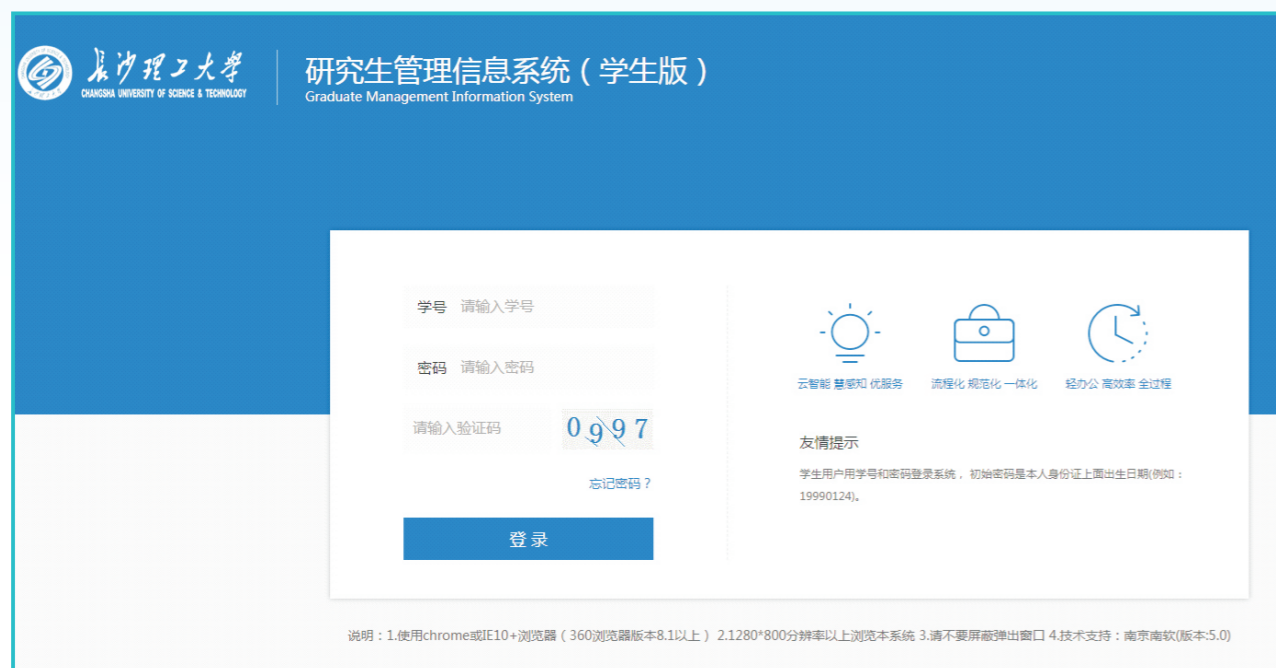 长沙理工大学
CHANGSHA UNIVERSITY OF SCIENCE & TECHNOLOGY
研究生管理信息系统（学生版）
Graduate Management Information System
学号 请输入学号
密码 请输入密码
请输入验证码 0997
忘记密码？
登录
云智能 慧感知 优服务
流程化 规范化 一体化
轻办公 高效率 全过程
友情提示
学生用户用学号和密码登录系统，初始密码是本人身份证上面出生日期(例如：
19990124)。
说明：1.使用chrome或IE10+浏览器（360浏览器版本8.1以上） 2.1280*800分辨率以上浏览本系统 3.请不要屏蔽弹出窗口 4.技术支持：南京南软(版本:5.0)